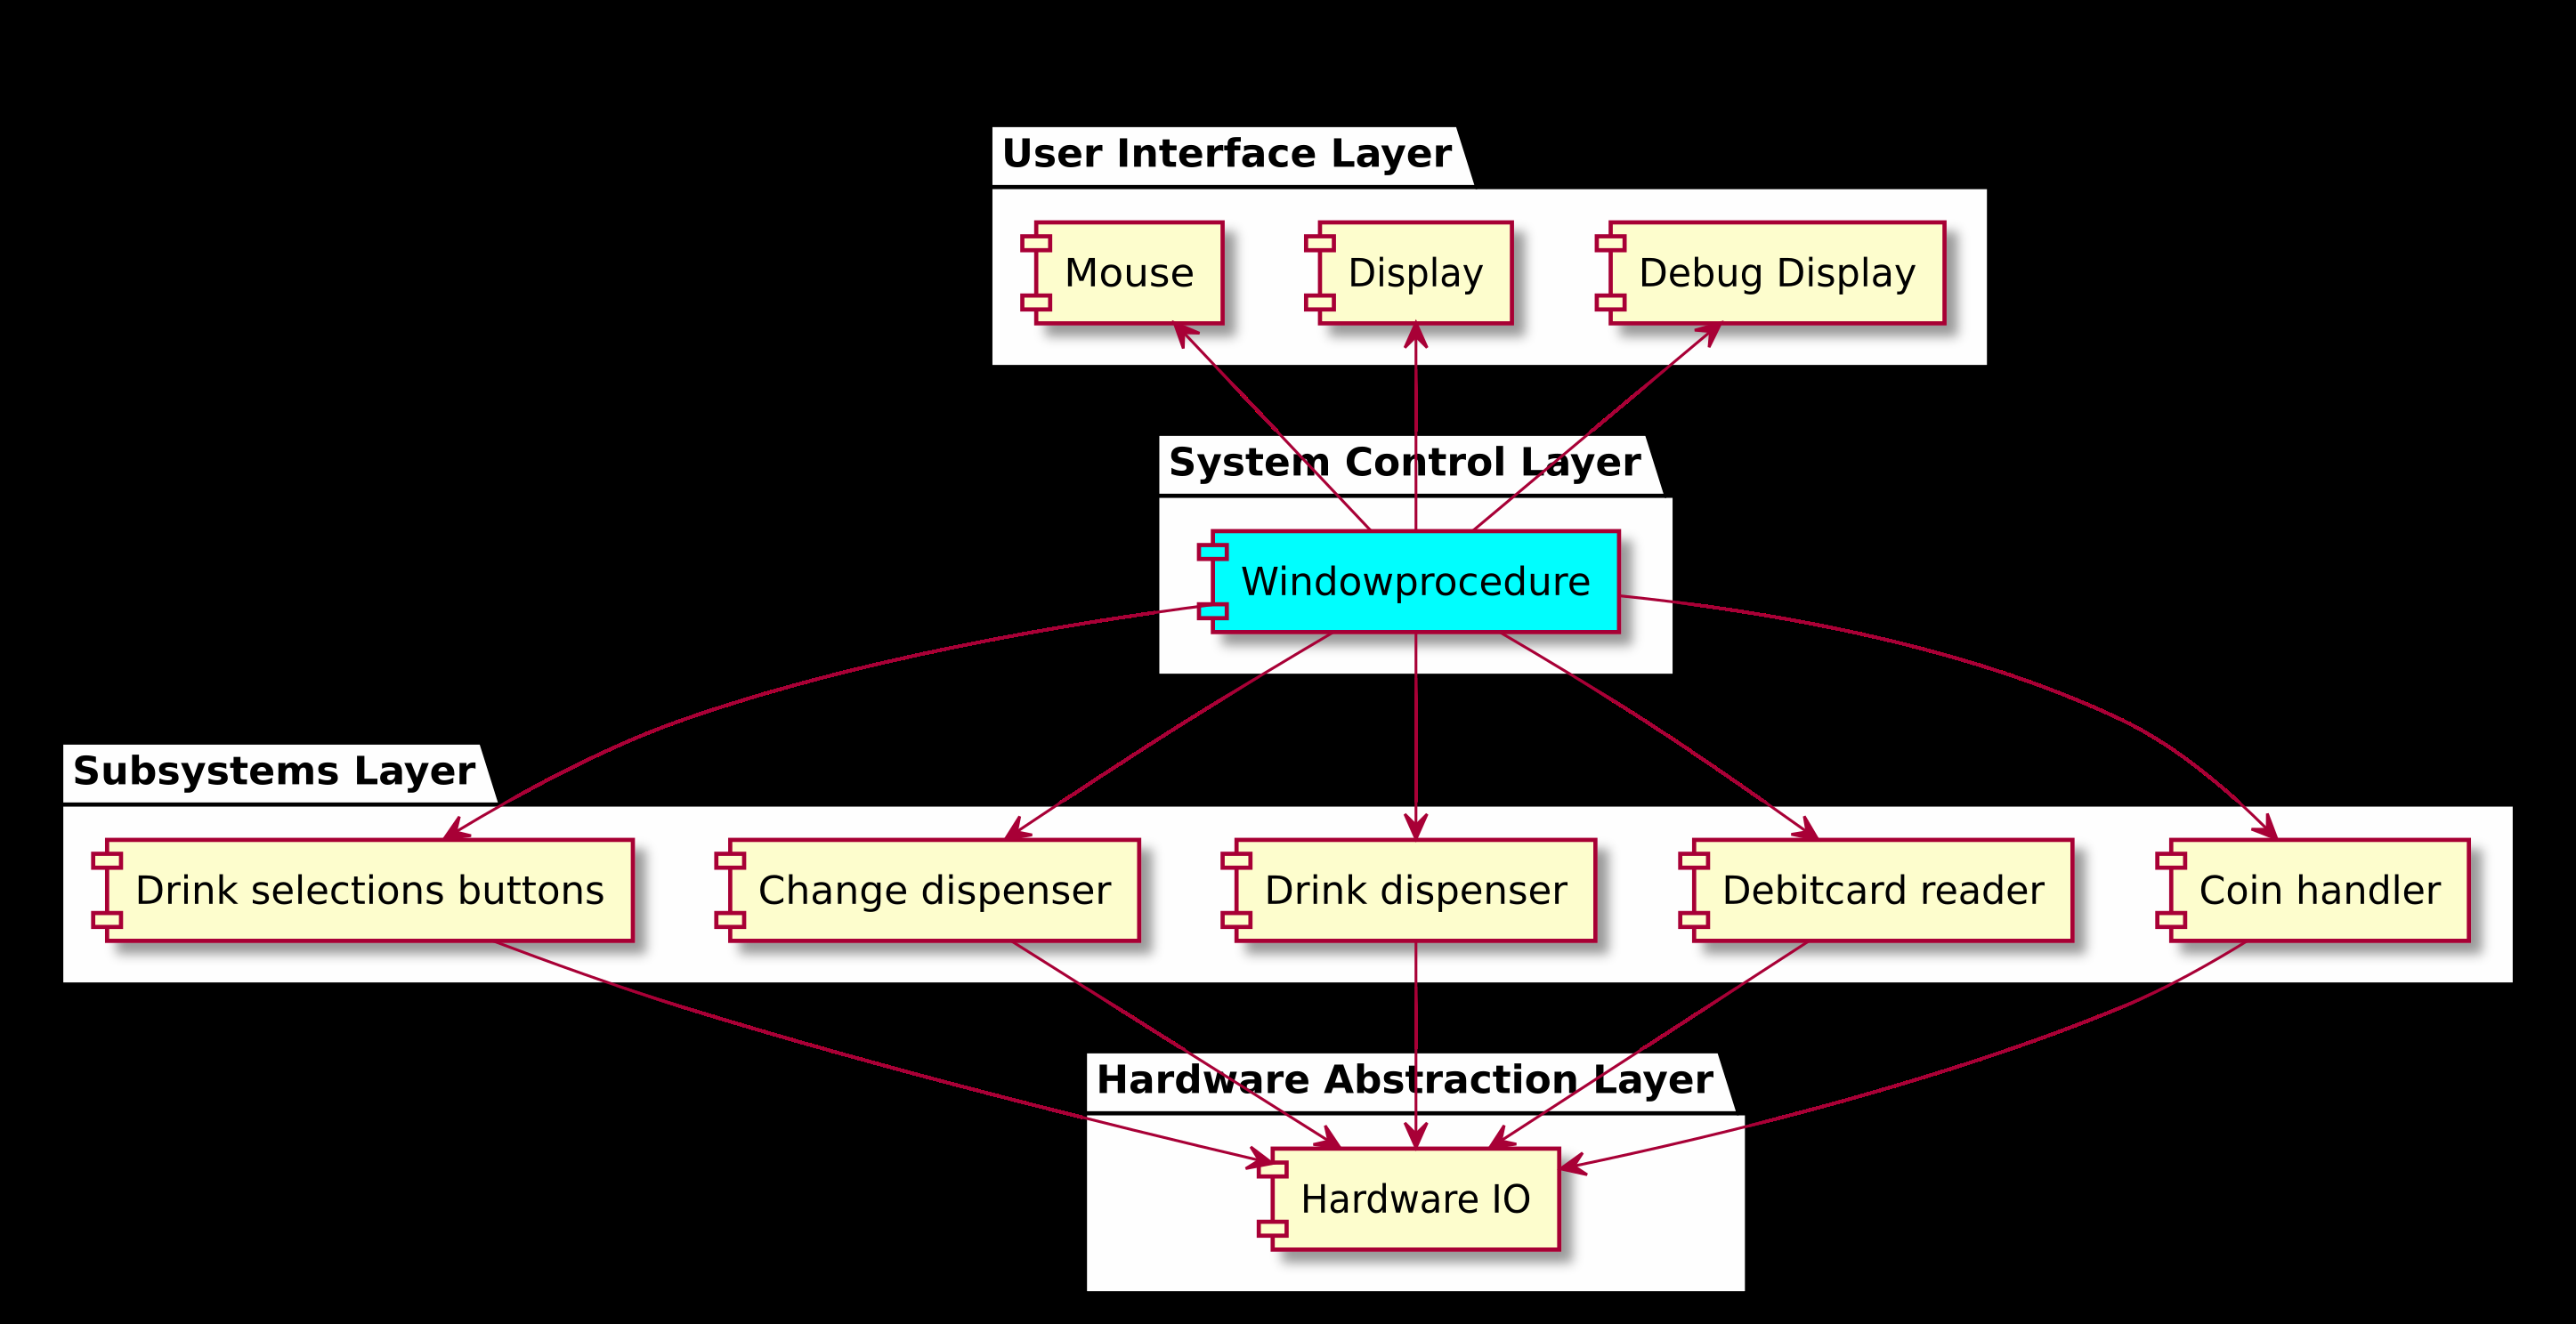 User Interface Layer
Mouse
Display
Debug Display
System Control Layer
Windowprocedure
Subsystems Layer
Drink selections buttons
Change dispenser
Drink dispenser
Debitcard reader
Coin handler
Hardware Abstraction Layer
Hardware IO